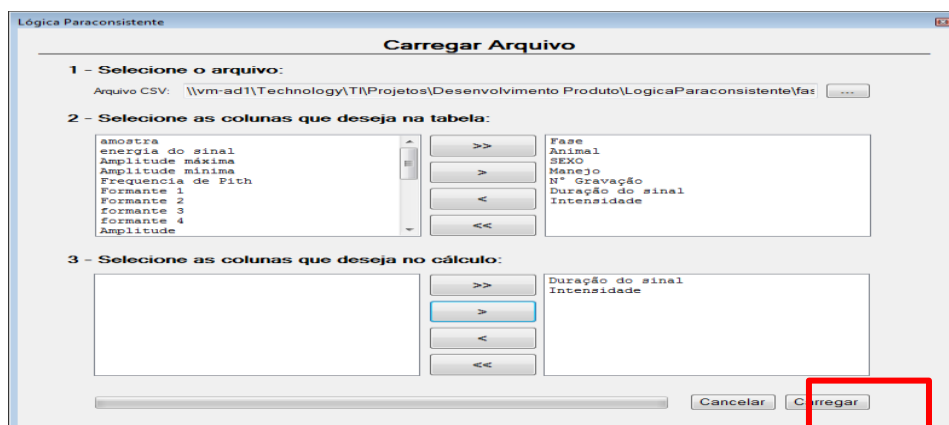 Lógica Paraconsistente
Carregar Arquivo
1 - Selecione o arquivo:
Arquivo CSV: \\vm-ad1\Technology\TI\Projetos\Desenvolvimento Produto\LogicaParaconsistente\fas ...
2 - Selecione as colunas que deseja na tabela:
amostra
energia do sinal
Amplitude máxima
Amplitude mínima
Frequencia de Pith
Formante 1
Formante 2
formante 3
formante 4
Amplitude
>>
>
<
<<
Fase
Animal
SEXO
Manejo
N° Gravação
Duração do sinal
Intensidade
3 - Selecione as colunas que deseja no cálculo:
>>
>
<
<<
Duração do sinal
Intensidade
Cancelar Carregar